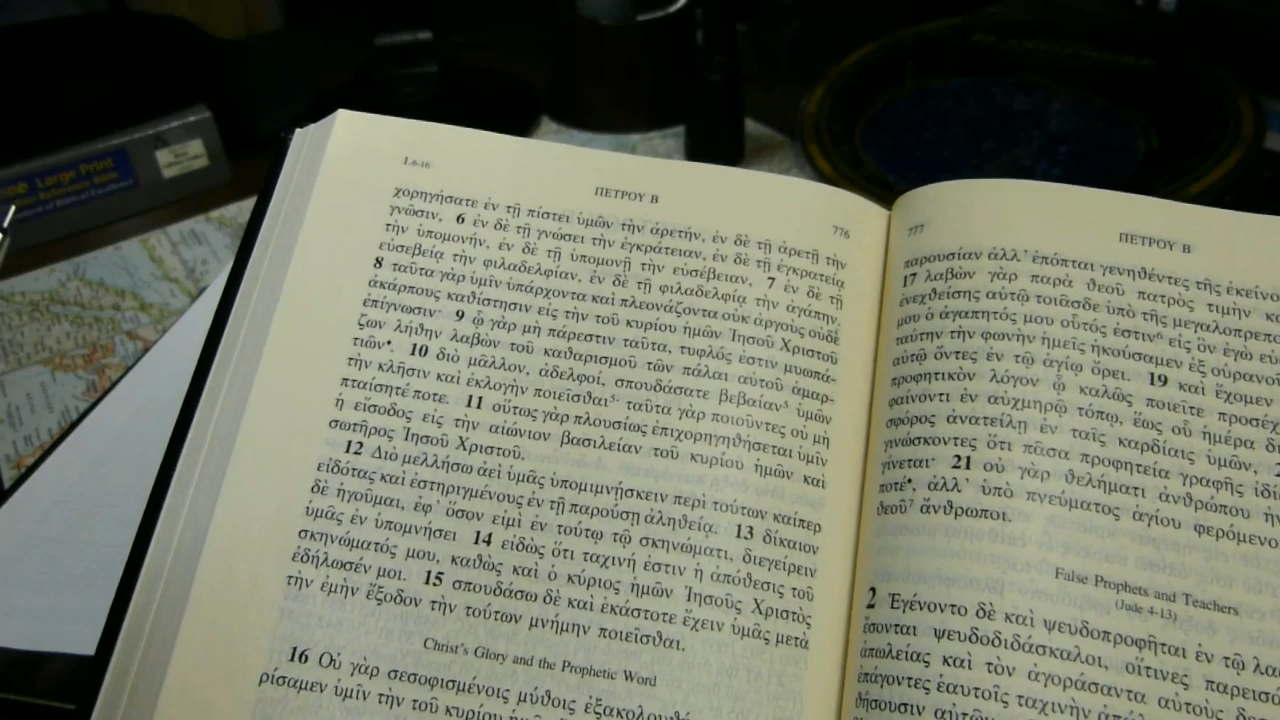 Large Print
1.6-16
ΠΕΤΡΟΥ Β
776
χορηγήσατε ἐν τῇ πίστει ὑμῶν τὴν ἀρετήν, ἐν δὲ τῇ ἀρετῇ τὴν
γνῶσιν, 6 ἐν δὲ τῇ γνώσει τὴν ἐγκράτειαν, ἐν δὲ τῇ ἐγκρατείᾳ
τὴν ὑπομονήν, ἐν δὲ τῇ ὑπομονῇ τὴν εὐσέβειαν, 7 ἐν δὲ τῇ
εὐσεβείᾳ τὴν φιλαδελφίαν, ἐν δὲ τῇ φιλαδελφίᾳ τὴν ἀγάπην.
8 ταῦτα γὰρ ὑμῖν ὑπάρχοντα καὶ πλεονάζοντα οὐκ ἀργοὺς οὐδὲ
ἀκάρπους καθίστησιν εἰς τὴν τοῦ κυρίου ἡμῶν Ἰησοῦ Χριστοῦ
ἐπίγνωσιν· 9 ᾧ γὰρ μὴ πάρεστιν ταῦτα, τυφλός ἐστιν μυωπά-
ζων λήθην λαβὼν τοῦ καθαρισμοῦ τῶν πάλαι αὐτοῦ ἁμαρ-
τιῶν•. 10 διὸ μᾶλλον, ἀδελφοί, σπουδάσατε βεβαίαν⁵ ὑμῶν
τὴν κλῆσιν καὶ ἐκλογὴν ποιεῖσθαι⁵· ταῦτα γὰρ ποιοῦντες οὐ μὴ
πταίσητέ ποτε. 11 οὕτως γὰρ πλουσίως ἐπιχορηγηθήσεται ὑμῖν
ἡ εἴσοδος εἰς τὴν αἰώνιον βασιλείαν τοῦ κυρίου ἡμῶν καὶ
σωτῆρος Ἰησοῦ Χριστοῦ.
12 Διὸ μελλήσω ἀεὶ ὑμᾶς ὑπομιμνήσκειν περὶ τούτων καίπερ
εἰδότας καὶ ἐστηριγμένους ἐν τῇ παρούσῃ ἀληθείᾳ. 13 δίκαιον
δὲ ἡγοῦμαι, ἐφ᾽ ὅσον εἰμὶ ἐν τούτῳ τῷ σκηνώματι, διεγείρειν
ὑμᾶς ἐν ὑπομνήσει 14 εἰδὼς ὅτι ταχινή ἐστιν ἡ ἀπόθεσις τοῦ
σκηνώματός μου, καθὼς καὶ ὁ κύριος ἡμῶν Ἰησοῦς Χριστὸς
ἐδήλωσέν μοι. 15 σπουδάσω δὲ καὶ ἑκάστοτε ἔχειν ὑμᾶς μετὰ
τὴν ἐμὴν ἔξοδον τὴν τούτων μνήμην ποιεῖσθαι.
Christ's Glory and the Prophetic Word
16 Οὐ γὰρ σεσοφισμένοις μύθοις
ρίσαμεν ὑμῖν τὴν τοῦ κυρίου
777
ΠΕΤΡΟΥ Β
παρουσίαν ἀλλ᾽ ἐπόπται γενηθέντες τῆς ἐκείνο
17 λαβὼν γὰρ παρὰ θεοῦ πατρὸς τιμὴν κα
ἐνεχθείσης αὐτῷ τοιᾶσδε ὑπὸ τῆς μεγαλοπρεπο
μου ὁ ἀγαπητός μου οὗτός ἐστιν⁶ εἰς ὃν ἐγὼ εὐ
ταύτην τὴν φωνὴν ἡμεῖς ἠκούσαμεν ἐξ οὐρανοῦ
αὐτῷ ὄντες ἐν τῷ ἁγίῳ ὄρει. 19 καὶ ἔχομεν
προφητικὸν λόγον ᾧ καλῶς ποιεῖτε προσέχ
φαίνοντι ἐν αὐχμηρῷ τόπῳ, ἕως οὗ ἡμέρα δι
σφόρος ἀνατείλῃ ἐν ταῖς καρδίαις ὑμῶν, 2
γινώσκοντες ὅτι πᾶσα προφητεία γραφῆς ἰδί
γίνεται· 21 οὐ γὰρ θελήματι ἀνθρώπου ἠν
ποτέ•, ἀλλ᾽ ὑπὸ πνεύματος ἁγίου φερόμενο
θεοῦ⁷ ἄνθρωποι.
False Prophets and Teachers
(Jude 4-13)
2 Ἐγένοντο δὲ καὶ ψευδοπροφῆται ἐν τῷ λα
ἔσονται ψευδοδιδάσκαλοι, οἵτινες παρεισά
ἀπωλείας καὶ τὸν ἀγοράσαντα αὐτοὺς δεσ
ἐπάγοντες ἑαυτοῖς ταχινὴν
θήσουσιν αὐτῶν